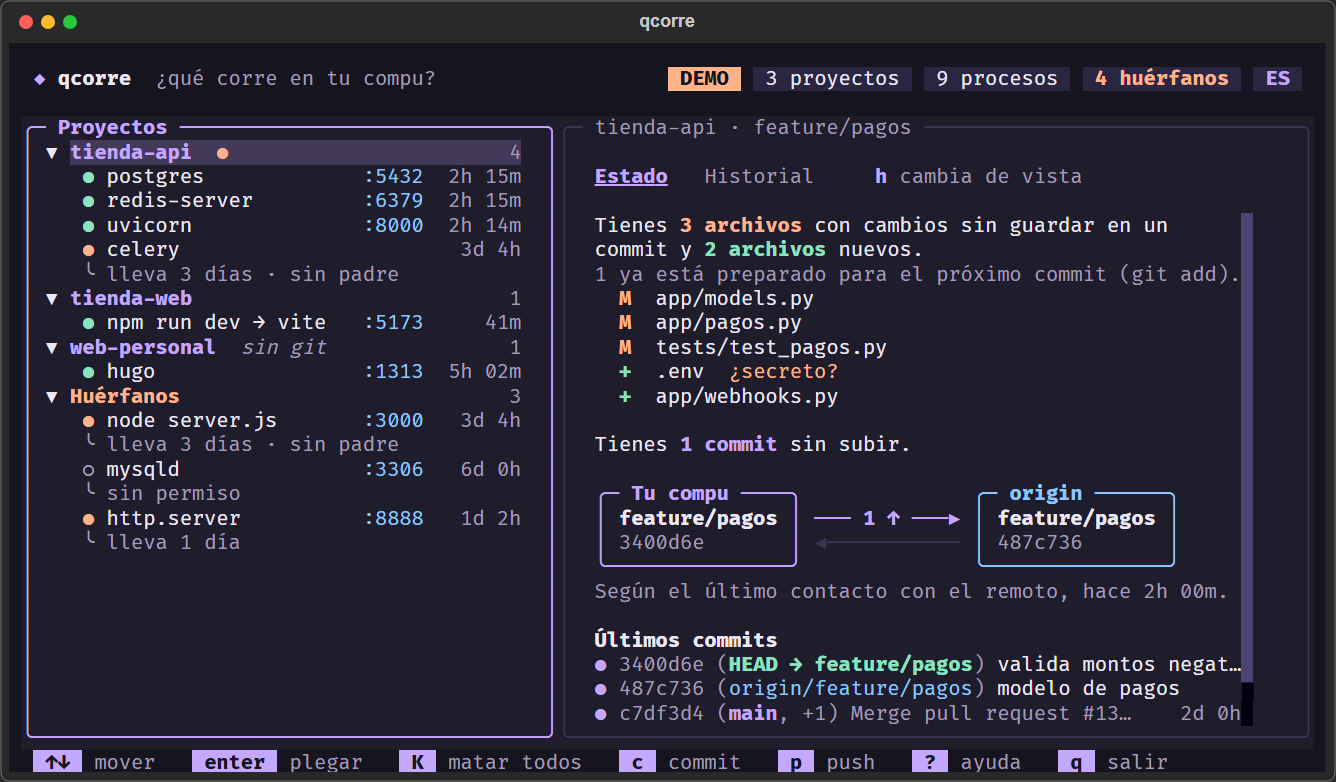 qcorre
◆ qcorre ¿qué corre en tu compu? DEMO 3 proyectos 9 procesos 4 huérfanos ES
Proyectos
▼ tienda-api ● 4
● postgres :5432 2h 15m
● redis-server :6379 2h 15m
● uvicorn :8000 2h 14m
● celery 3d 4h
╰ lleva 3 días · sin padre
▼ tienda-web 1
● npm run dev → vite :5173 41m
▼ web-personal sin git 1
● hugo :1313 5h 02m
▼ Huérfanos 3
● node server.js :3000 3d 4h
╰ lleva 3 días · sin padre
○ mysqld :3306 6d 0h
╰ sin permiso
● http.server :8888 1d 2h
╰ lleva 1 día
tienda-api · feature/pagos
Estado Historial h cambia de vista
Tienes 3 archivos con cambios sin guardar en un
commit y 2 archivos nuevos.
1 ya está preparado para el próximo commit (git add).
M app/models.py
M app/pagos.py
M tests/test_pagos.py
+ .env ¿secreto?
+ app/webhooks.py
Tienes 1 commit sin subir.
Tu compu origin
feature/pagos 1 ↑ feature/pagos
3400d6e 487c736
Según el último contacto con el remoto, hace 2h 00m.
Últimos commits
● 3400d6e (HEAD → feature/pagos) valida montos negat…
● 487c736 (origin/feature/pagos) modelo de pagos
● c7df3d4 (main, +1) Merge pull request #13… 2d 0h
↑↓ mover enter plegar K matar todos c commit p push ? ayuda q salir